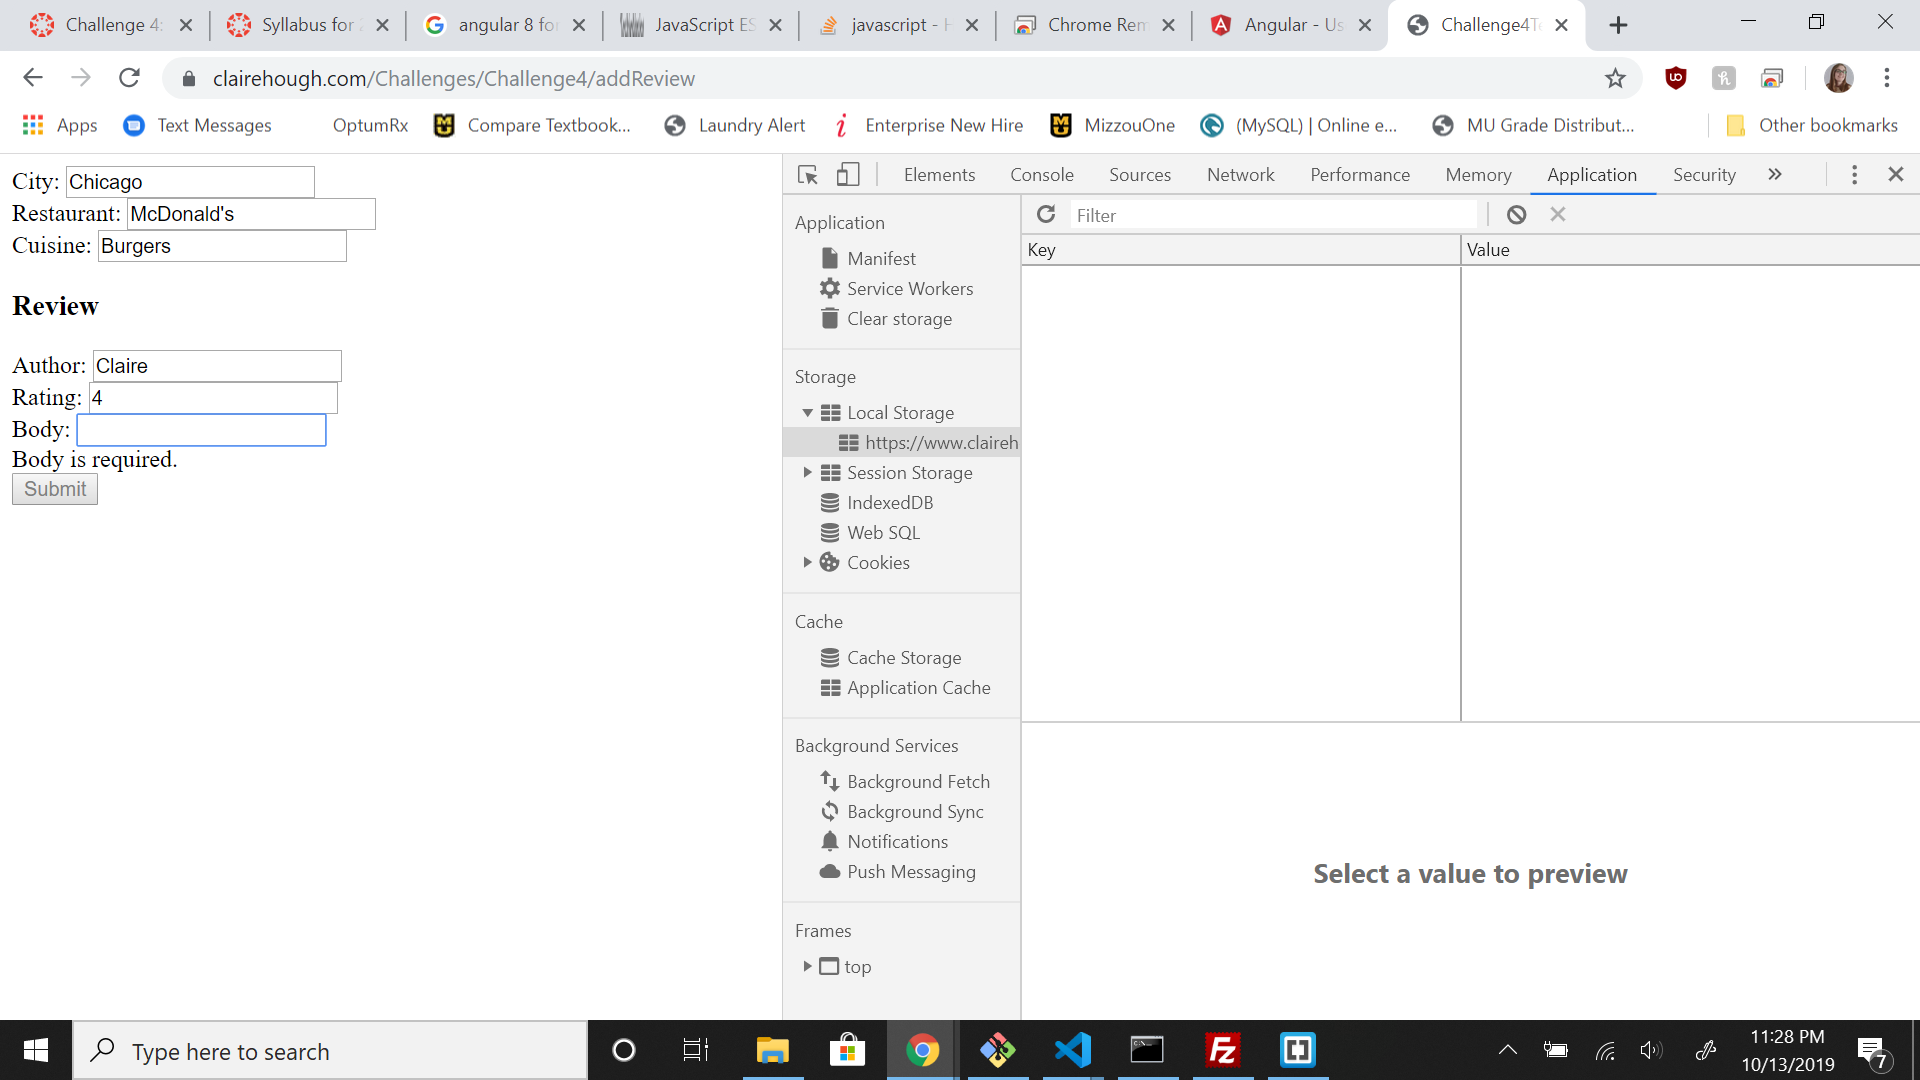 Challenge 4:
Syllabus for 2
angular 8 for
JavaScript ES
javascript - H
Chrome Rem
Angular - Us
Challenge4Te
clairehough.com/Challenges/Challenge4/addReview
Apps
Text Messages
OptumRx
Compare Textbook...
Laundry Alert
Enterprise New Hire
MizzouOne
(MySQL) | Online e...
MU Grade Distribut...
Other bookmarks
City: Chicago
Restaurant: McDonald's
Cuisine: Burgers
Review
Author: Claire
Rating: 4
Body:
Body is required.
Submit
Elements Console Sources Network Performance Memory Application Security
Application
Manifest
Service Workers
Clear storage
Storage
Local Storage
https://www.claireh
Session Storage
IndexedDB
Web SQL
Cookies
Cache
Cache Storage
Application Cache
Background Services
Background Fetch
Background Sync
Notifications
Push Messaging
Frames
top
Filter
Key Value
Select a value to preview
Type here to search
11:28 PM
10/13/2019
7